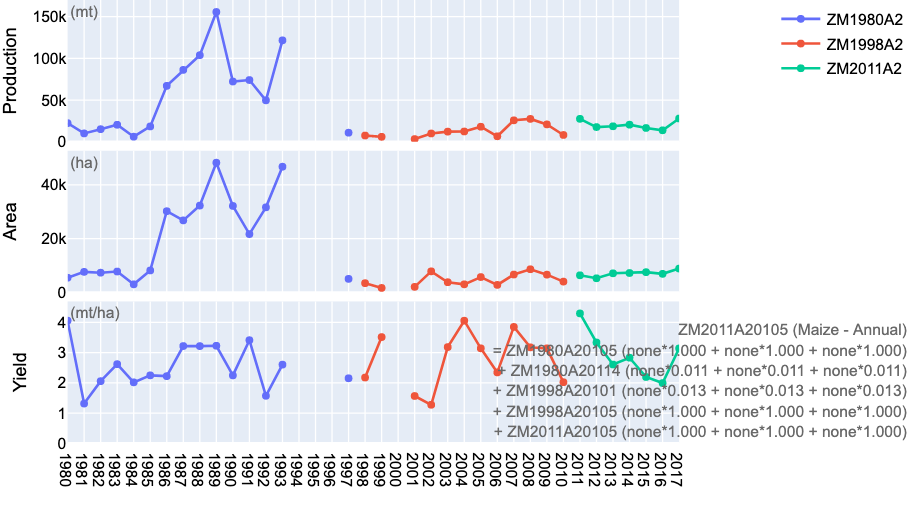 (mt)
150k
100k
50k
0
Production
ZM1980A2
ZM1998A2
ZM2011A2
(ha)
40k
20k
0
Area
(mt/ha)
4
3
2
1
0
Yield
ZM2011A20105 (Maize - Annual)
= ZM1980A20105 (none*1.000 + none*1.000 + none*1.000)
+ ZM1980A20114 (none*0.011 + none*0.011 + none*0.011)
+ ZM1998A20101 (none*0.013 + none*0.013 + none*0.013)
+ ZM1998A20105 (none*1.000 + none*1.000 + none*1.000)
+ ZM2011A20105 (none*1.000 + none*1.000 + none*1.000)
1980
1981
1982
1983
1984
1985
1986
1987
1988
1989
1990
1991
1992
1993
1994
1995
1996
1997
1998
1999
2000
2001
2002
2003
2004
2005
2006
2007
2008
2009
2010
2011
2012
2013
2014
2015
2016
2017